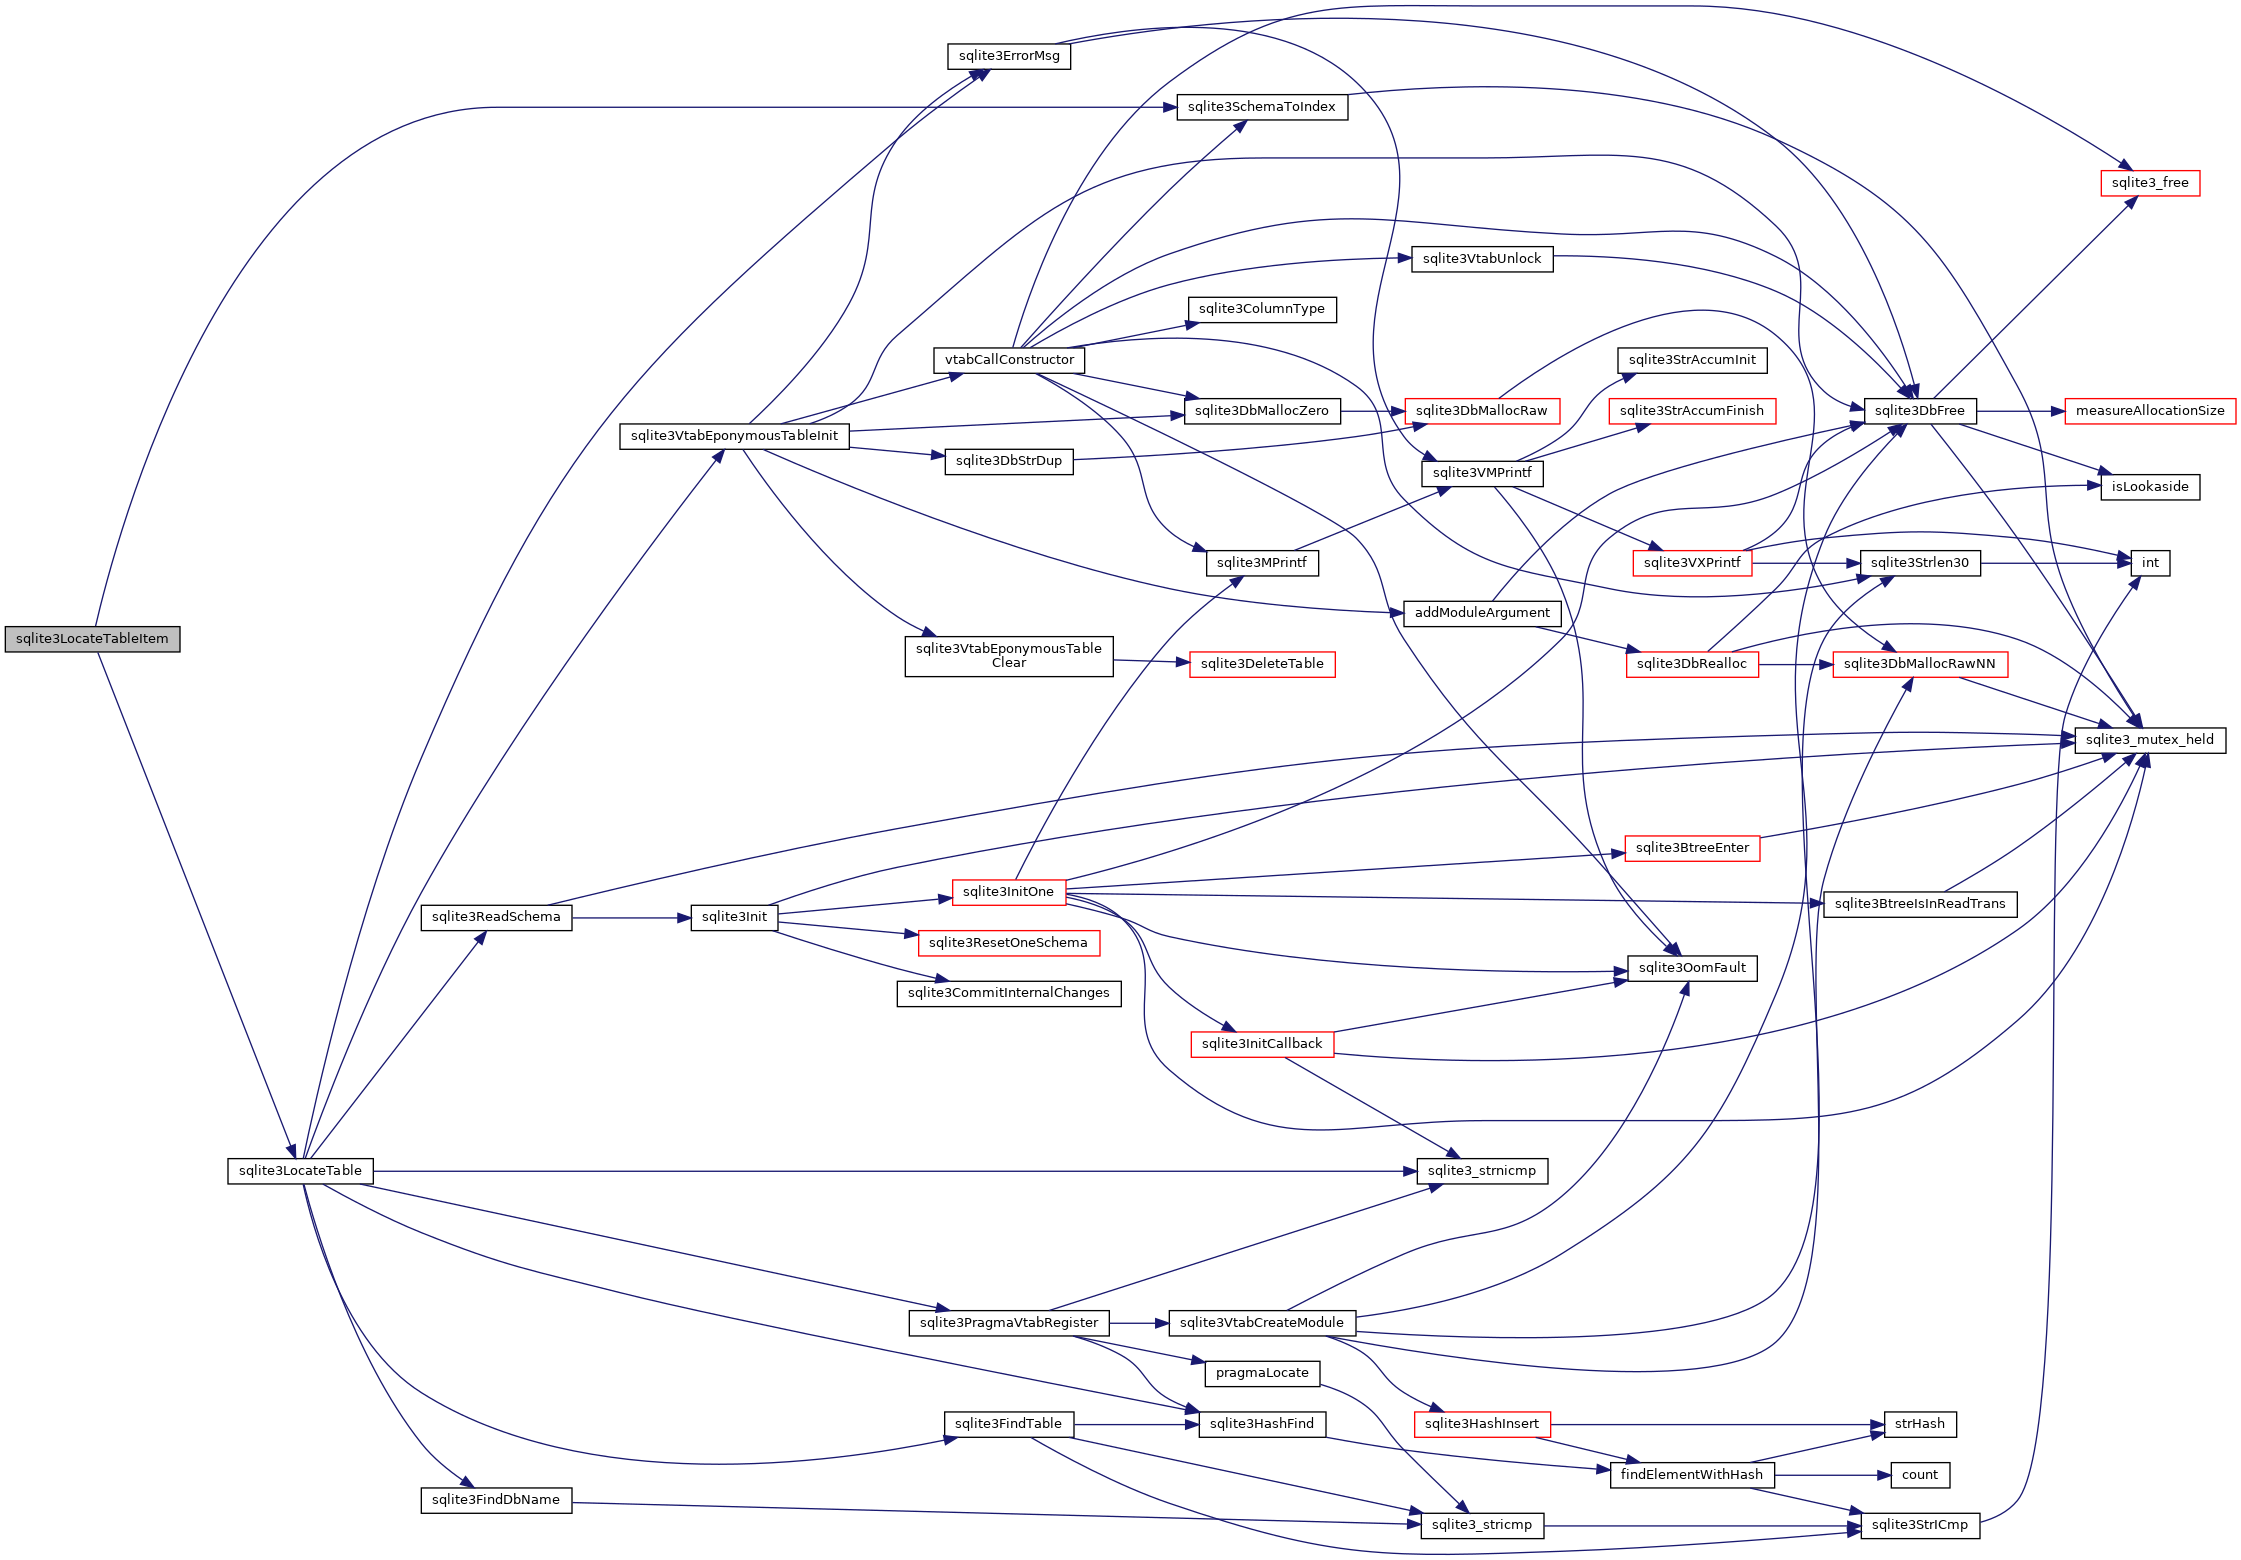 sqlite3ErrorMsg
sqlite3SchemaToIndex
sqlite3_free
sqlite3VtabUnlock
sqlite3ColumnType
vtabCallConstructor
sqlite3StrAccumInit
sqlite3DbMallocZero
sqlite3DbMallocRaw
sqlite3StrAccumFinish
sqlite3DbFree
measureAllocationSize
sqlite3VtabEponymousTableInit
sqlite3DbStrDup
sqlite3VMPrintf
isLookaside
sqlite3MPrintf
sqlite3VXPrintf
sqlite3Strlen30
int
addModuleArgument
sqlite3LocateTableItem
sqlite3VtabEponymousTable
Clear
sqlite3DeleteTable
sqlite3DbRealloc
sqlite3DbMallocRawNN
sqlite3_mutex_held
sqlite3BtreeEnter
sqlite3InitOne
sqlite3BtreeIsInReadTrans
sqlite3ReadSchema
sqlite3Init
sqlite3ResetOneSchema
sqlite3OomFault
sqlite3CommitInternalChanges
sqlite3InitCallback
sqlite3LocateTable
sqlite3_strnicmp
sqlite3PragmaVtabRegister
sqlite3VtabCreateModule
pragmaLocate
sqlite3FindTable
sqlite3HashFind
sqlite3HashInsert
strHash
findElementWithHash
count
sqlite3FindDbName
sqlite3_stricmp
sqlite3StrICmp